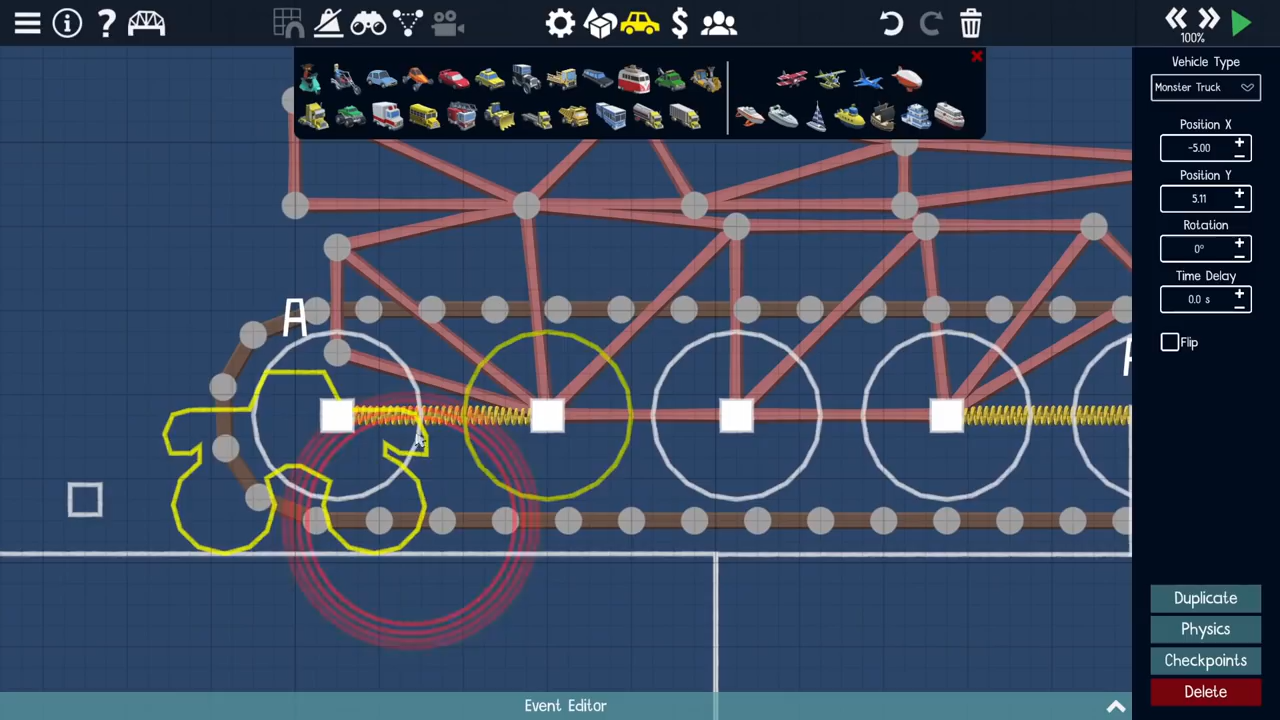 100%
Vehicle Type
Monster Truck
Position X
-5.00
Position Y
5.11
Rotation
0°
Time Delay
0.0 s
Flip
A
Duplicate
Physics
Checkpoints
Delete
Event Editor